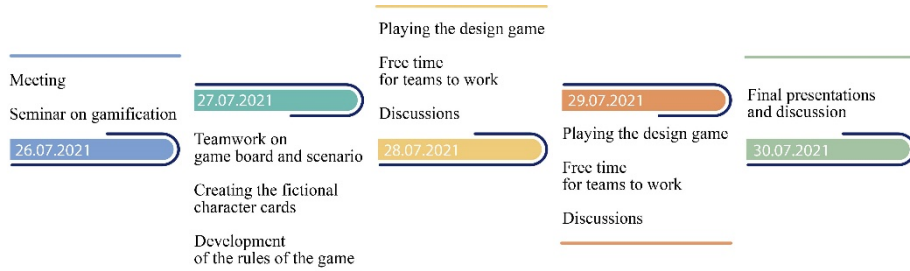 Meeting
Seminar on gamification
26.07.2021
27.07.2021
Teamwork on
game board and scenario
Creating the fictional
character cards
Development
of the rules of the game
Playing the design game
Free time
for teams to work
Discussions
28.07.2021
29.07.2021
Playing the design game
Free time
for teams to work
Discussions
Final presentations
and discussion
30.07.2021